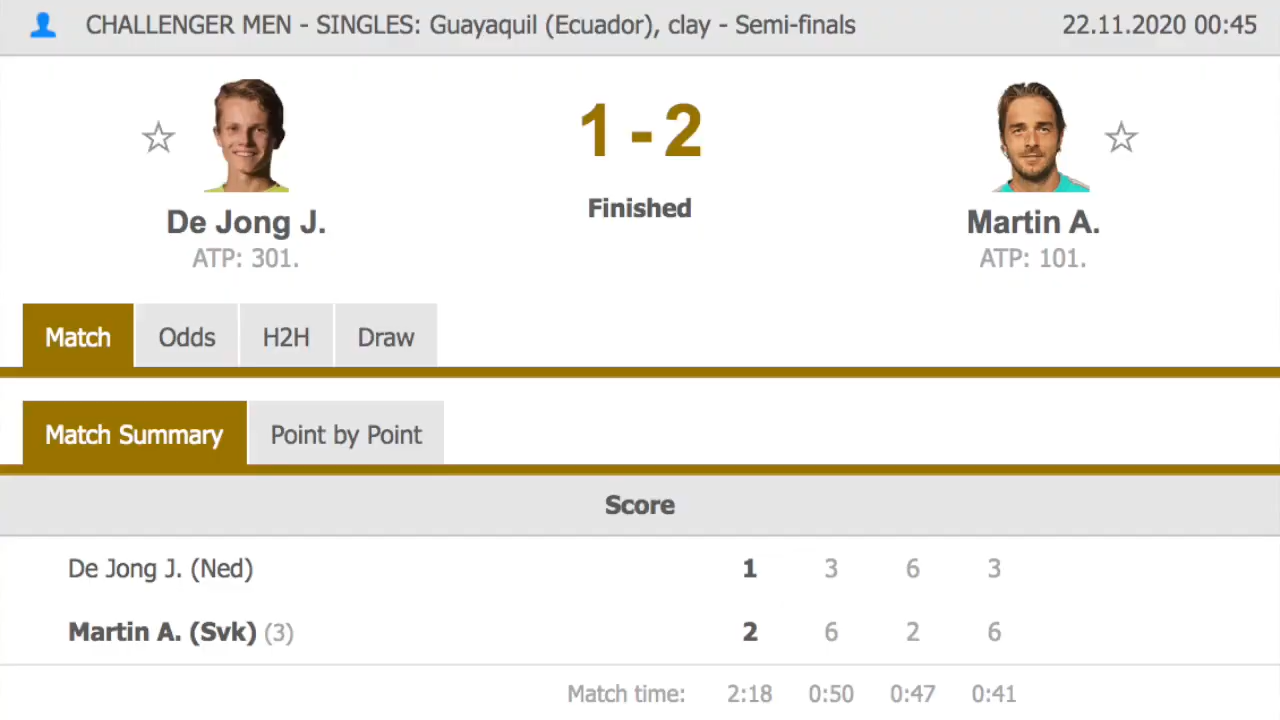 CHALLENGER MEN - SINGLES: Guayaquil (Ecuador), clay - Semi-finals 22.11.2020 00:45
1 - 2
Finished
De Jong J. Martin A.
ATP: 301. ATP: 101.
Match Odds H2H Draw
Match Summary Point by Point
Score
De Jong J. (Ned) 1 3 6 3
Martin A. (Svk) (3) 2 6 2 6
Match time: 2:18 0:50 0:47 0:41